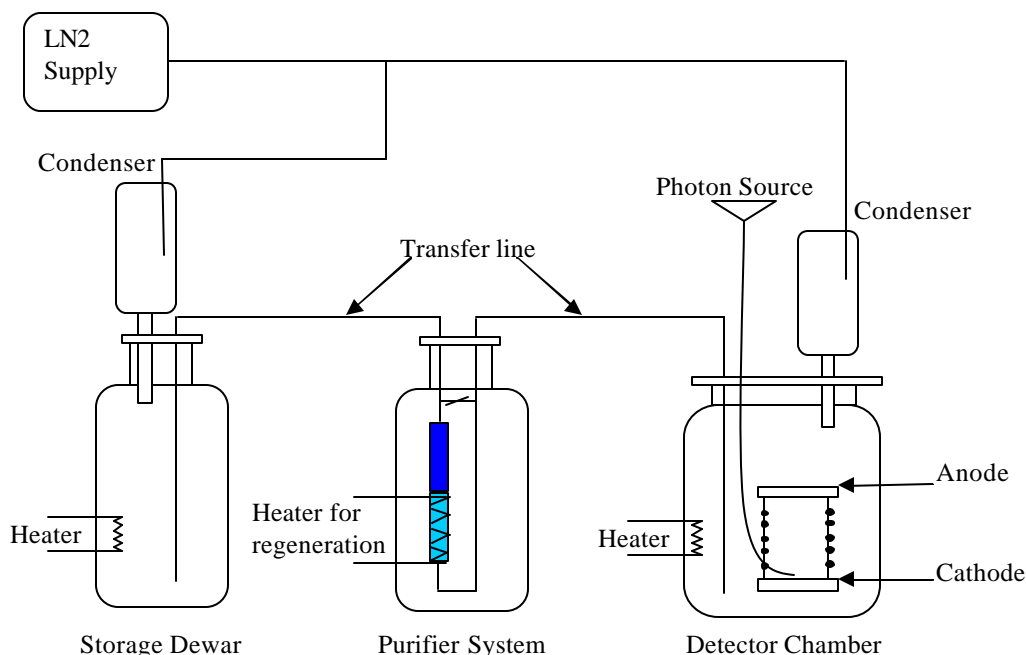 LN2
Supply
Condenser
Photon Source
Condenser
Transfer line
Anode
Heater
Heater for
regeneration
Heater
Cathode
Storage Dewar
Purifier System
Detector Chamber